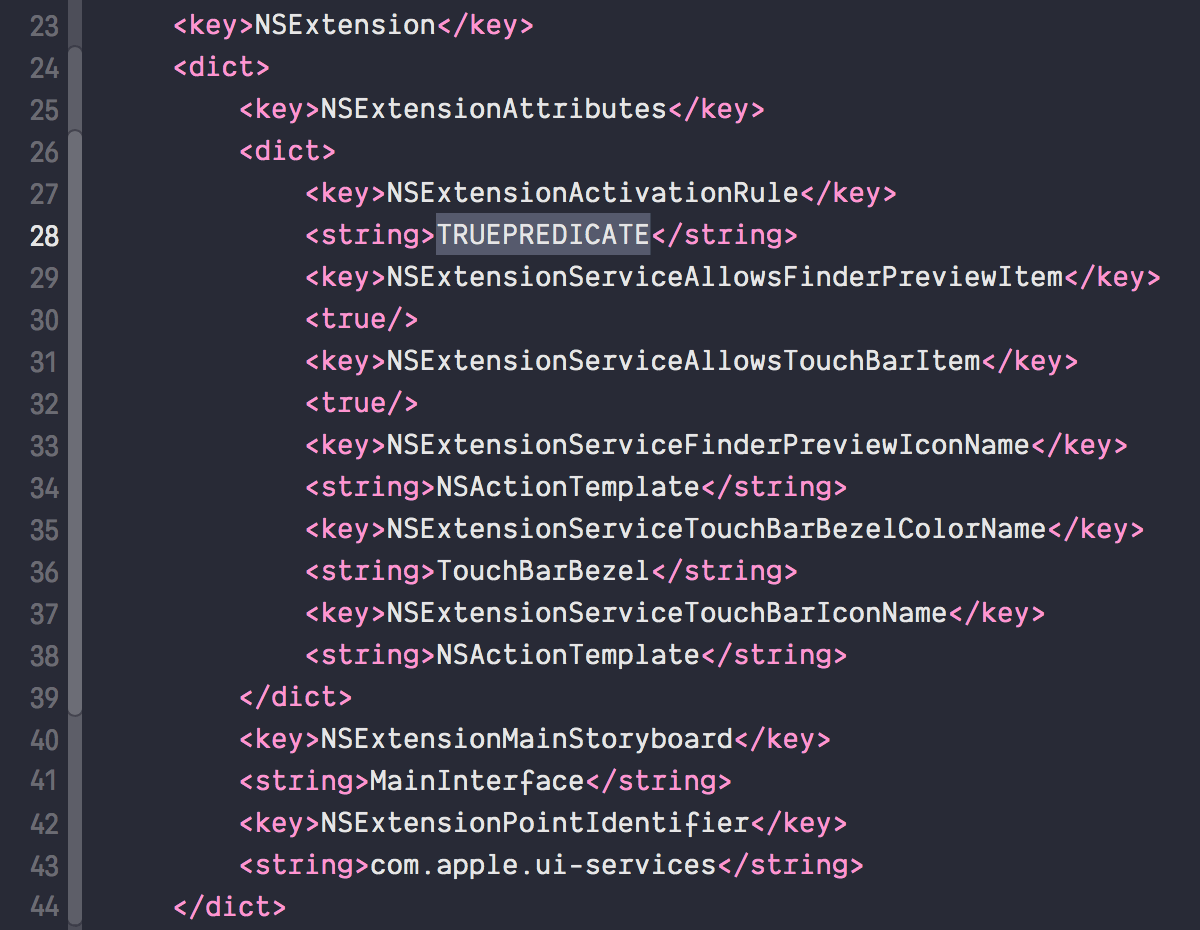 23 <key>NSExtension</key>
24 <dict>
25 <key>NSExtensionAttributes</key>
26 <dict>
27 <key>NSExtensionActivationRule</key>
28 <string>TRUEPREDICATE</string>
29 <key>NSExtensionServiceAllowsFinderPreviewItem</key>
30 <true/>
31 <key>NSExtensionServiceAllowsTouchBarItem</key>
32 <true/>
33 <key>NSExtensionServiceFinderPreviewIconName</key>
34 <string>NSActionTemplate</string>
35 <key>NSExtensionServiceTouchBarBezelColorName</key>
36 <string>TouchBarBezel</string>
37 <key>NSExtensionServiceTouchBarIconName</key>
38 <string>NSActionTemplate</string>
39 </dict>
40 <key>NSExtensionMainStoryboard</key>
41 <string>MainInterface</string>
42 <key>NSExtensionPointIdentifier</key>
43 <string>com.apple.ui-services</string>
44 </dict>